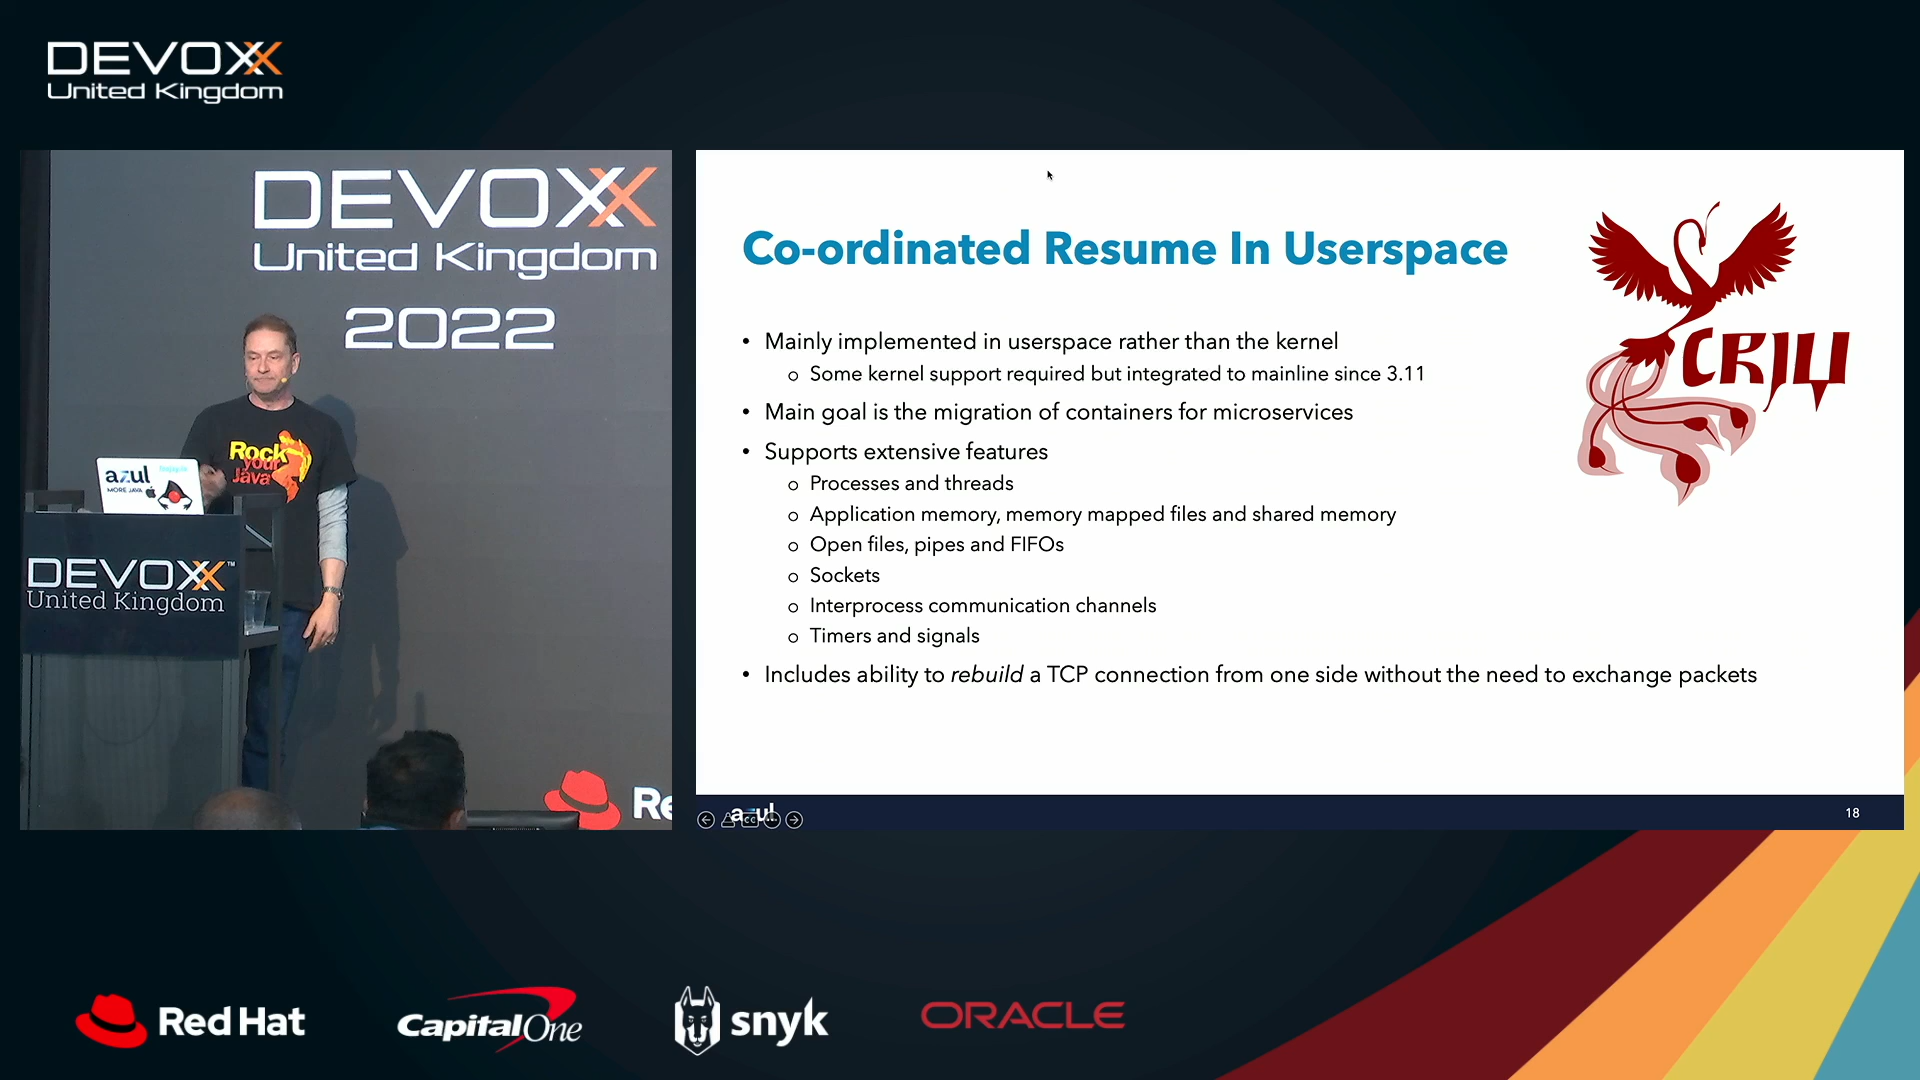 DEVOXX
United Kingdom
DEVOXX
United Kingdom
2022
Rock
your
Java
azul
MORE JAVA
DEVOXX™
United Kingdom
Re
Co-ordinated Resume In Userspace
CRIU
• Mainly implemented in userspace rather than the kernel
o Some kernel support required but integrated to mainline since 3.11
• Main goal is the migration of containers for microservices
• Supports extensive features
o Processes and threads
o Application memory, memory mapped files and shared memory
o Open files, pipes and FIFOs
o Sockets
o Interprocess communication channels
o Timers and signals
• Includes ability to rebuild a TCP connection from one side without the need to exchange packets
azul
cc
18
Red Hat
Capital One
snyk
ORACLE